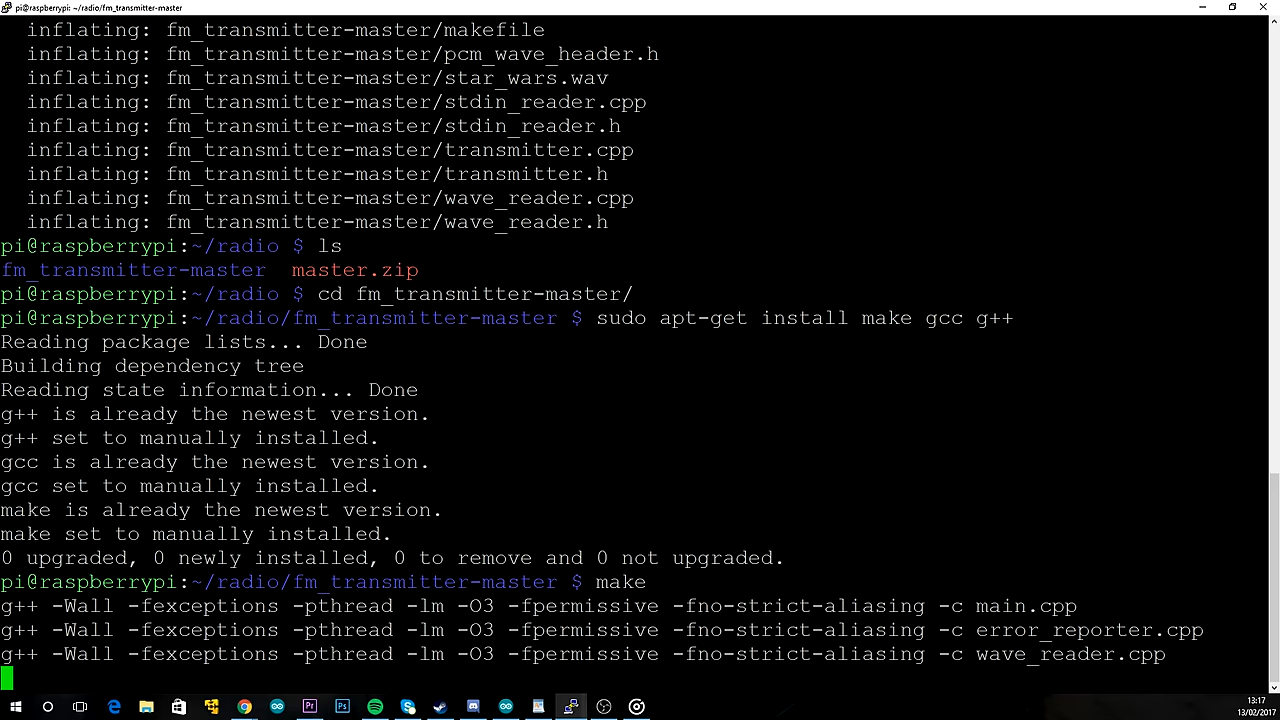 pi@raspberrypi: ~/radio/fm_transmitter-master
inflating: fm_transmitter-master/makefile
inflating: fm_transmitter-master/pcm_wave_header.h
inflating: fm_transmitter-master/star_wars.wav
inflating: fm_transmitter-master/stdin_reader.cpp
inflating: fm_transmitter-master/stdin_reader.h
inflating: fm_transmitter-master/transmitter.cpp
inflating: fm_transmitter-master/transmitter.h
inflating: fm_transmitter-master/wave_reader.cpp
inflating: fm_transmitter-master/wave_reader.h
pi@raspberrypi:~/radio $ ls
fm_transmitter-master  master.zip
pi@raspberrypi:~/radio $ cd fm_transmitter-master/
pi@raspberrypi:~/radio/fm_transmitter-master $ sudo apt-get install make gcc g++
Reading package lists... Done
Building dependency tree
Reading state information... Done
g++ is already the newest version.
g++ set to manually installed.
gcc is already the newest version.
gcc set to manually installed.
make is already the newest version.
make set to manually installed.
0 upgraded, 0 newly installed, 0 to remove and 0 not upgraded.
pi@raspberrypi:~/radio/fm_transmitter-master $ make
g++ -Wall -fexceptions -pthread -lm -O3 -fpermissive -fno-strict-aliasing -c main.cpp
g++ -Wall -fexceptions -pthread -lm -O3 -fpermissive -fno-strict-aliasing -c error_reporter.cpp
g++ -Wall -fexceptions -pthread -lm -O3 -fpermissive -fno-strict-aliasing -c wave_reader.cpp
Pr
Ps
13:17
13/02/2017